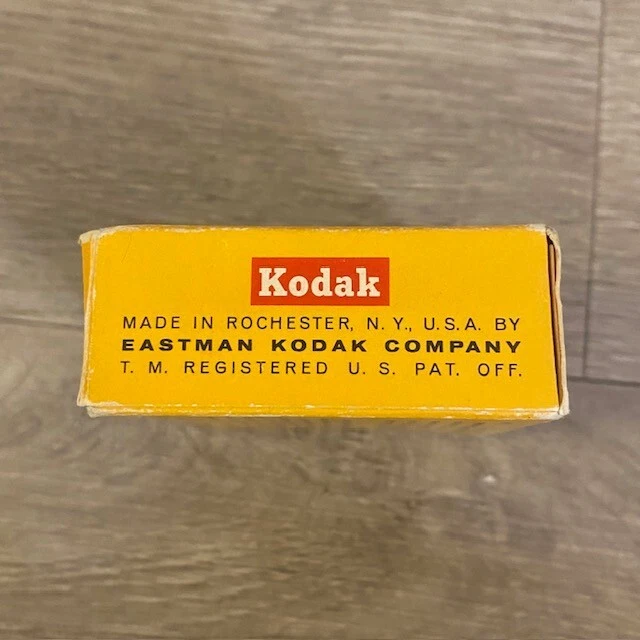 Kodak
MADE IN ROCHESTER, N. Y., U.S.A. BY
EASTMAN KODAK COMPANY
T. M. REGISTERED U. S. PAT. OFF.